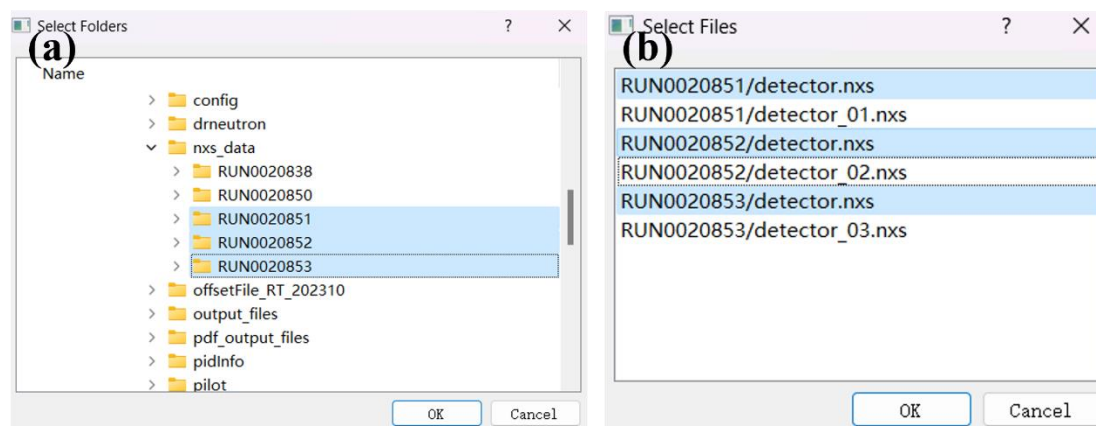 Select Folders ? ×
(a)
Name
> config
> drneutron
nxs_data
> RUN0020838
> RUN0020850
> RUN0020851
> RUN0020852
> RUN0020853
> offsetFile_RT_202310
> output_files
> pdf_output_files
> pidInfo
> pilot
OK Cancel
Select Files ? ×
(b)
RUN0020851/detector.nxs
RUN0020851/detector_01.nxs
RUN0020852/detector.nxs
RUN0020852/detector_02.nxs
RUN0020853/detector.nxs
RUN0020853/detector_03.nxs
OK Cancel